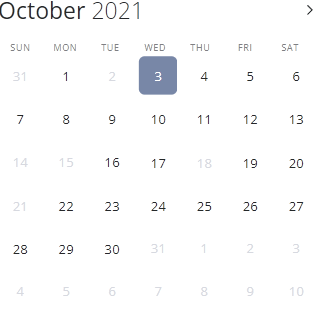 October 2021
SUN MON TUE WED THU FRI SAT
31 1 2 3 4 5 6
7 8 9 10 11 12 13
14 15 16 17 18 19 20
21 22 23 24 25 26 27
28 29 30 31 1 2 3
4 5 6 7 8 9 10